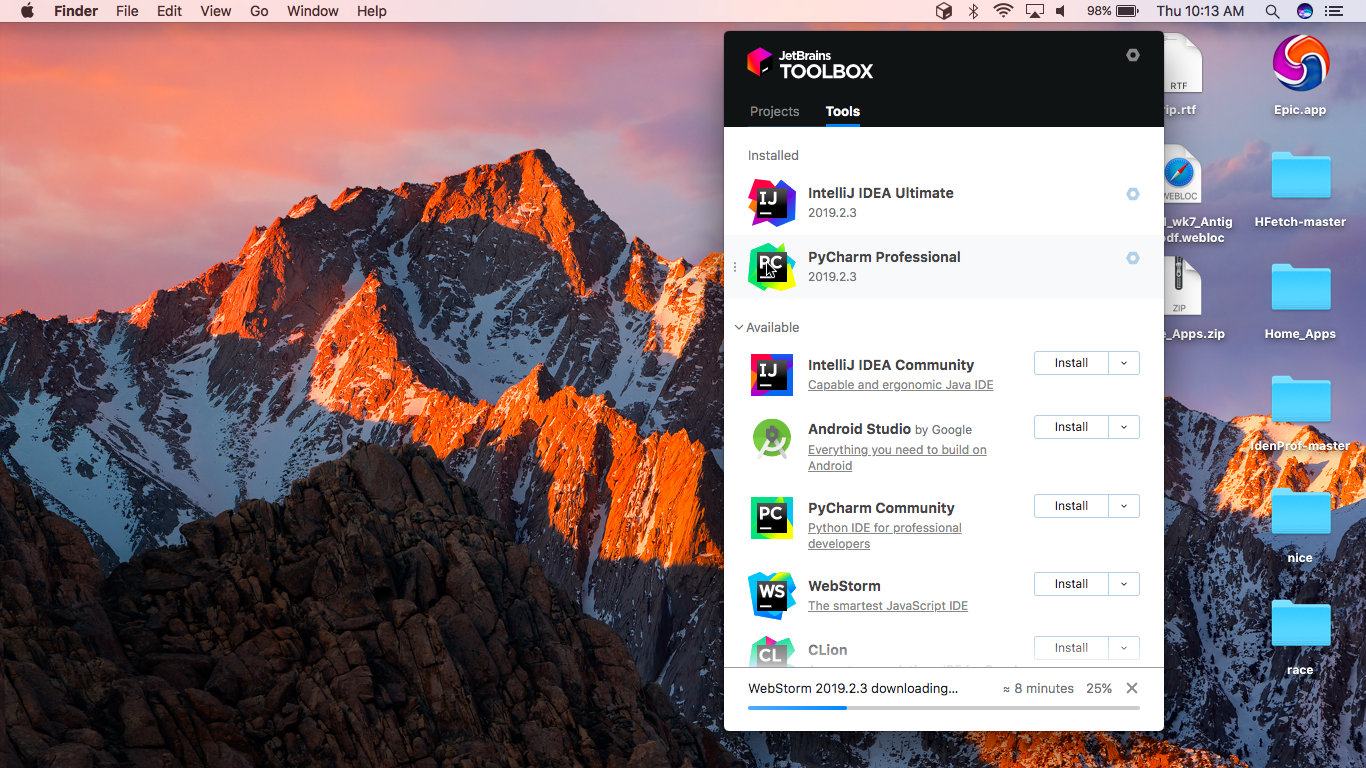 Finder File Edit View Go Window Help 98% Thu 10:13 AM
JetBrains
TOOLBOX
Projects Tools
Installed
IJ
IntelliJ IDEA Ultimate
2019.2.3
PC
PyCharm Professional
2019.2.3
Available
IJ
IntelliJ IDEA Community
Capable and ergonomic Java IDE
Install
Android Studio by Google
Everything you need to build on
Android
Install
PC
PyCharm Community
Python IDE for professional
developers
Install
WS
WebStorm
The smartest JavaScript IDE
Install
CL
CLion
Install
WebStorm 2019.2.3 downloading... ≈ 8 minutes 25%
RTF
ip.rtf
Epic.app
WEBLOC
l_wk7_Antig
df.webloc
HFetch-master
ZIP
e_Apps.zip
Home_Apps
IdenProf-master
nice
race